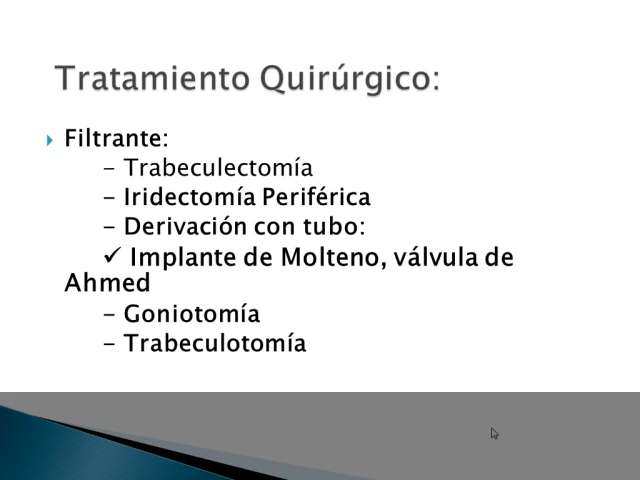 Tratamiento Quirúrgico:
Filtrante:
- Trabeculectomía
- Iridectomía Periférica
- Derivación con tubo:
✓ Implante de Molteno, válvula de
Ahmed
- Goniotomía
- Trabeculotomía